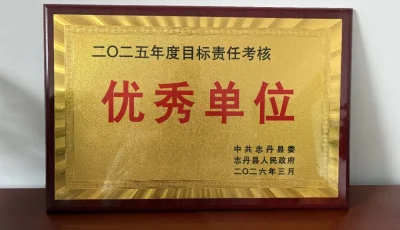 二〇二五年度目标责任考核
优秀单位
中共志丹县委
志丹县人民政府
二〇二六年三月